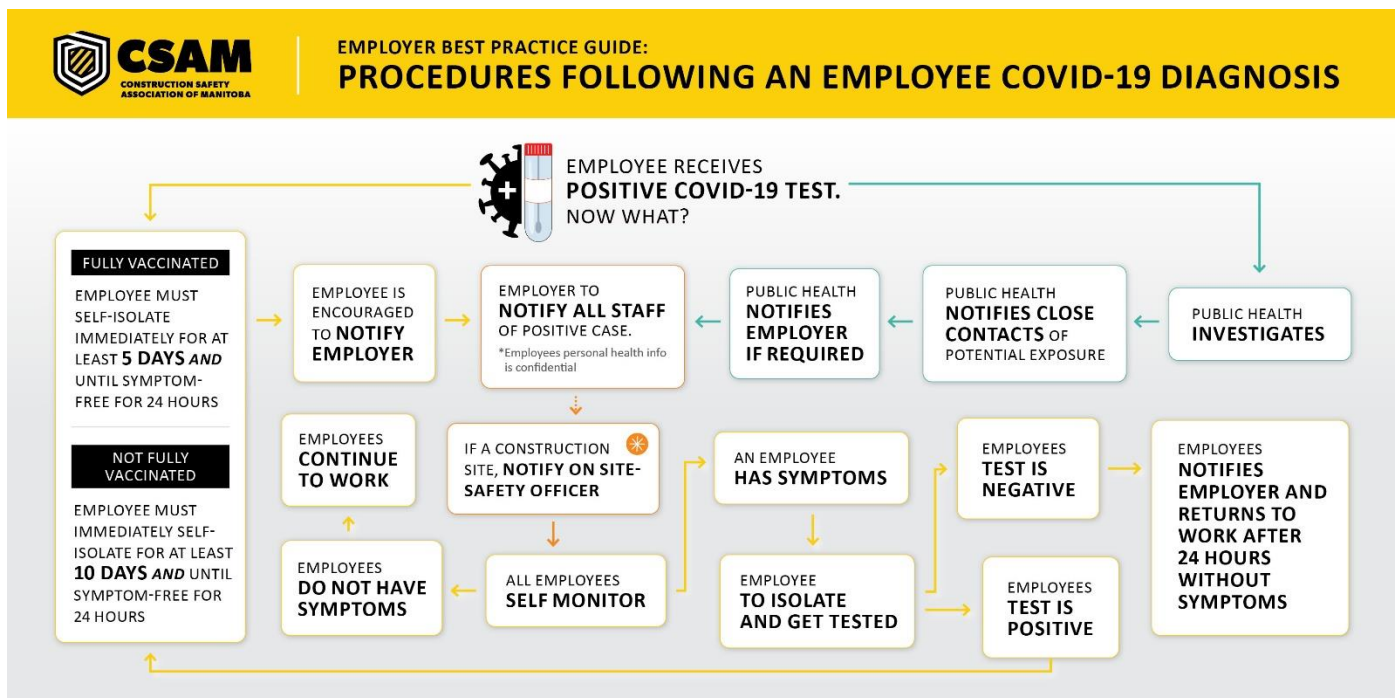 CSAM
CONSTRUCTION SAFETY
ASSOCIATION OF MANITOBA
EMPLOYER BEST PRACTICE GUIDE:
PROCEDURES FOLLOWING AN EMPLOYEE COVID-19 DIAGNOSIS
EMPLOYEE RECEIVES
POSITIVE COVID-19 TEST.
NOW WHAT?
FULLY VACCINATED
EMPLOYEE MUST
SELF-ISOLATE
IMMEDIATELY FOR AT
LEAST 5 DAYS AND
UNTIL SYMPTOM-
FREE FOR 24 HOURS
NOT FULLY
VACCINATED
EMPLOYEE MUST
IMMEDIATELY SELF-
ISOLATE FOR AT LEAST
10 DAYS AND UNTIL
SYMPTOM-FREE FOR
24 HOURS
EMPLOYEE IS
ENCOURAGED
TO NOTIFY
EMPLOYER
EMPLOYER TO
NOTIFY ALL STAFF
OF POSITIVE CASE.
*Employees personal health info
is confidential
PUBLIC HEALTH
NOTIFIES
EMPLOYER
IF REQUIRED
PUBLIC HEALTH
NOTIFIES CLOSE
CONTACTS OF
POTENTIAL EXPOSURE
PUBLIC HEALTH
INVESTIGATES
EMPLOYEES
CONTINUE
TO WORK
IF A CONSTRUCTION
SITE, NOTIFY ON SITE-
SAFETY OFFICER
AN EMPLOYEE
HAS SYMPTOMS
EMPLOYEES
TEST IS
NEGATIVE
EMPLOYEES
NOTIFIES
EMPLOYER AND
RETURNS TO
WORK AFTER
24 HOURS
WITHOUT
SYMPTOMS
EMPLOYEES
DO NOT HAVE
SYMPTOMS
ALL EMPLOYEES
SELF MONITOR
EMPLOYEE
TO ISOLATE
AND GET TESTED
EMPLOYEES
TEST IS
POSITIVE